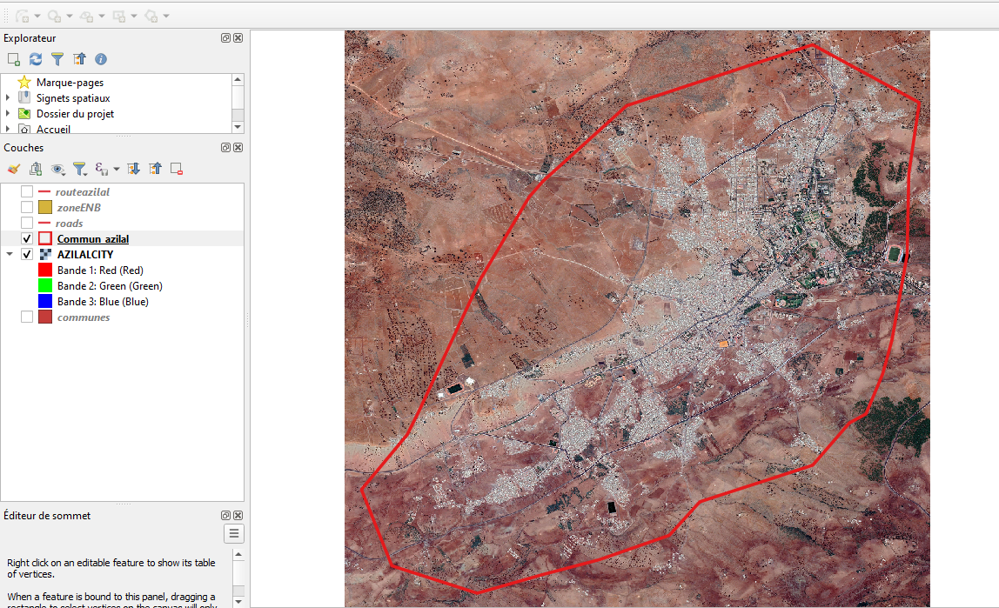 Explorateur
Marque-pages
Signets spatiaux
Dossier du projet
Accueil
Couches
routeazilal
zoneENB
roads
Commun_azilal
AZILALCITY
Bande 1: Red (Red)
Bande 2: Green (Green)
Bande 3: Blue (Blue)
communes
Éditeur de sommet
Right click on an editable feature to show its table
of vertices.
When a feature is bound to this panel, dragging a
rectangle to select vertices on the canvas will only